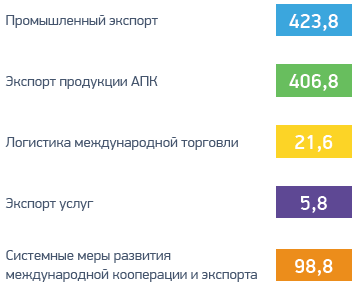 Промышленный экспорт
423,8
Экспорт продукции АПК
406,8
Логистика международной торговли
21,6
Экспорт услуг
5,8
Системные меры развития
международной кооперации и экспорта
98,8